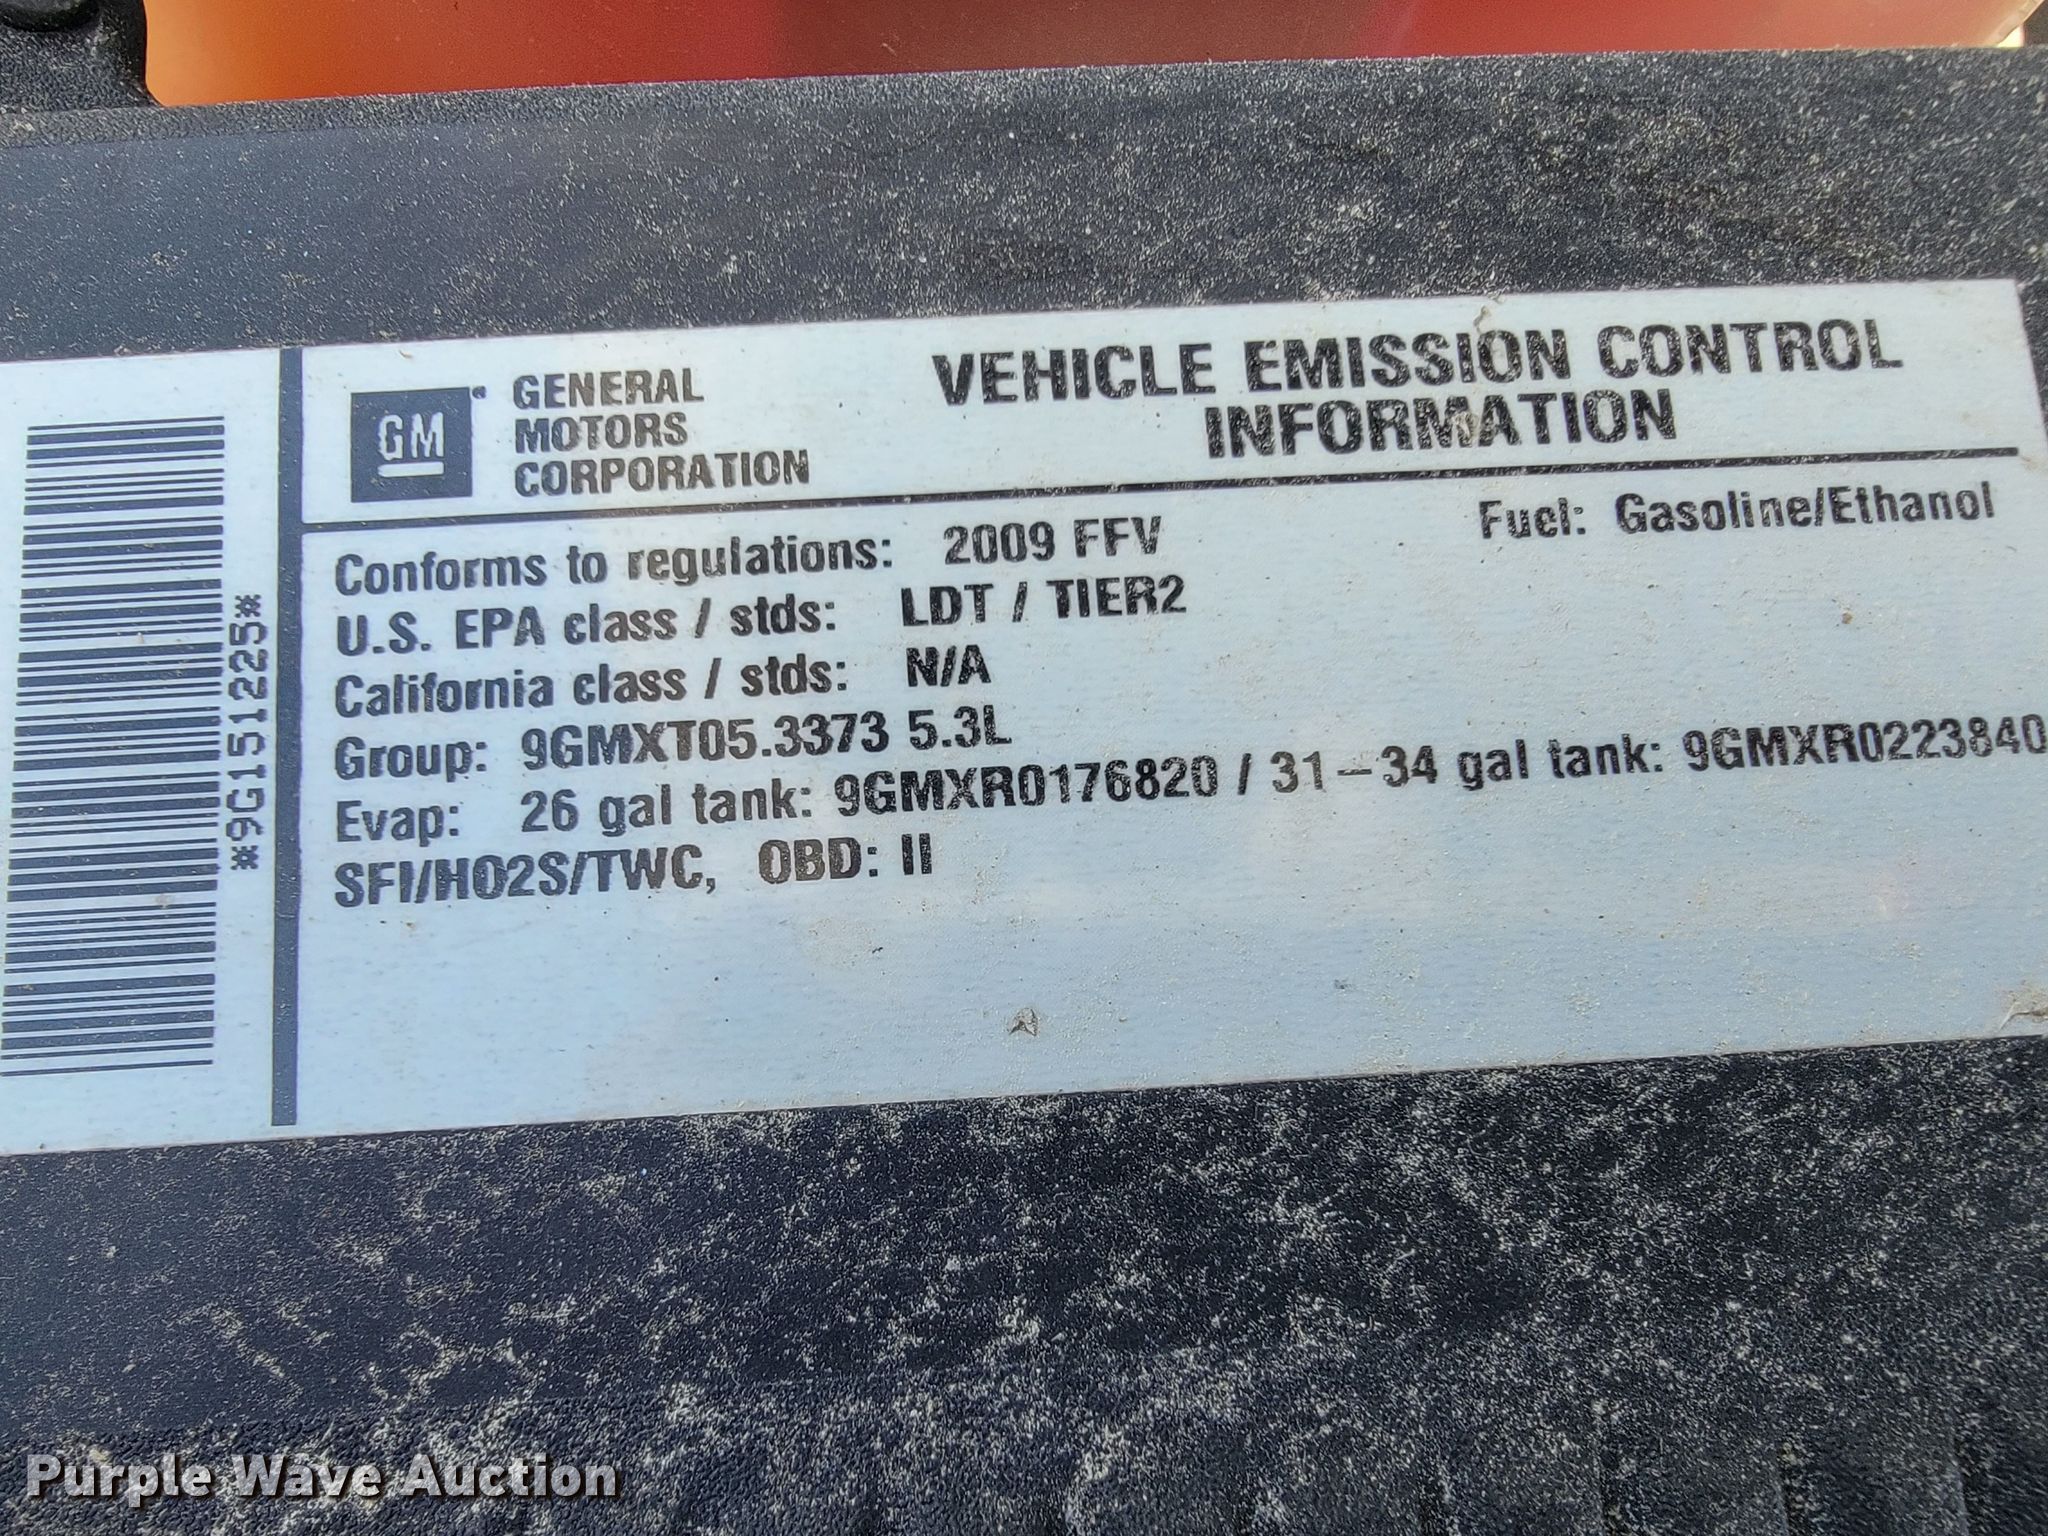 *9G151225*
GM
GENERAL
MOTORS
CORPORATION
VEHICLE EMISSION CONTROL
INFORMATION
Conforms to regulations: 2009 FFV
Fuel: Gasoline/Ethanol
U.S. EPA class / stds: LDT / TIER2
California class / stds: N/A
Group: 9GMXT05.3373 5.3L
Evap: 26 gal tank: 9GMXR0176820 / 31-34 gal tank: 9GMXR0223840
SFI/HO2S/TWC, OBD: II
Purple Wave Auction